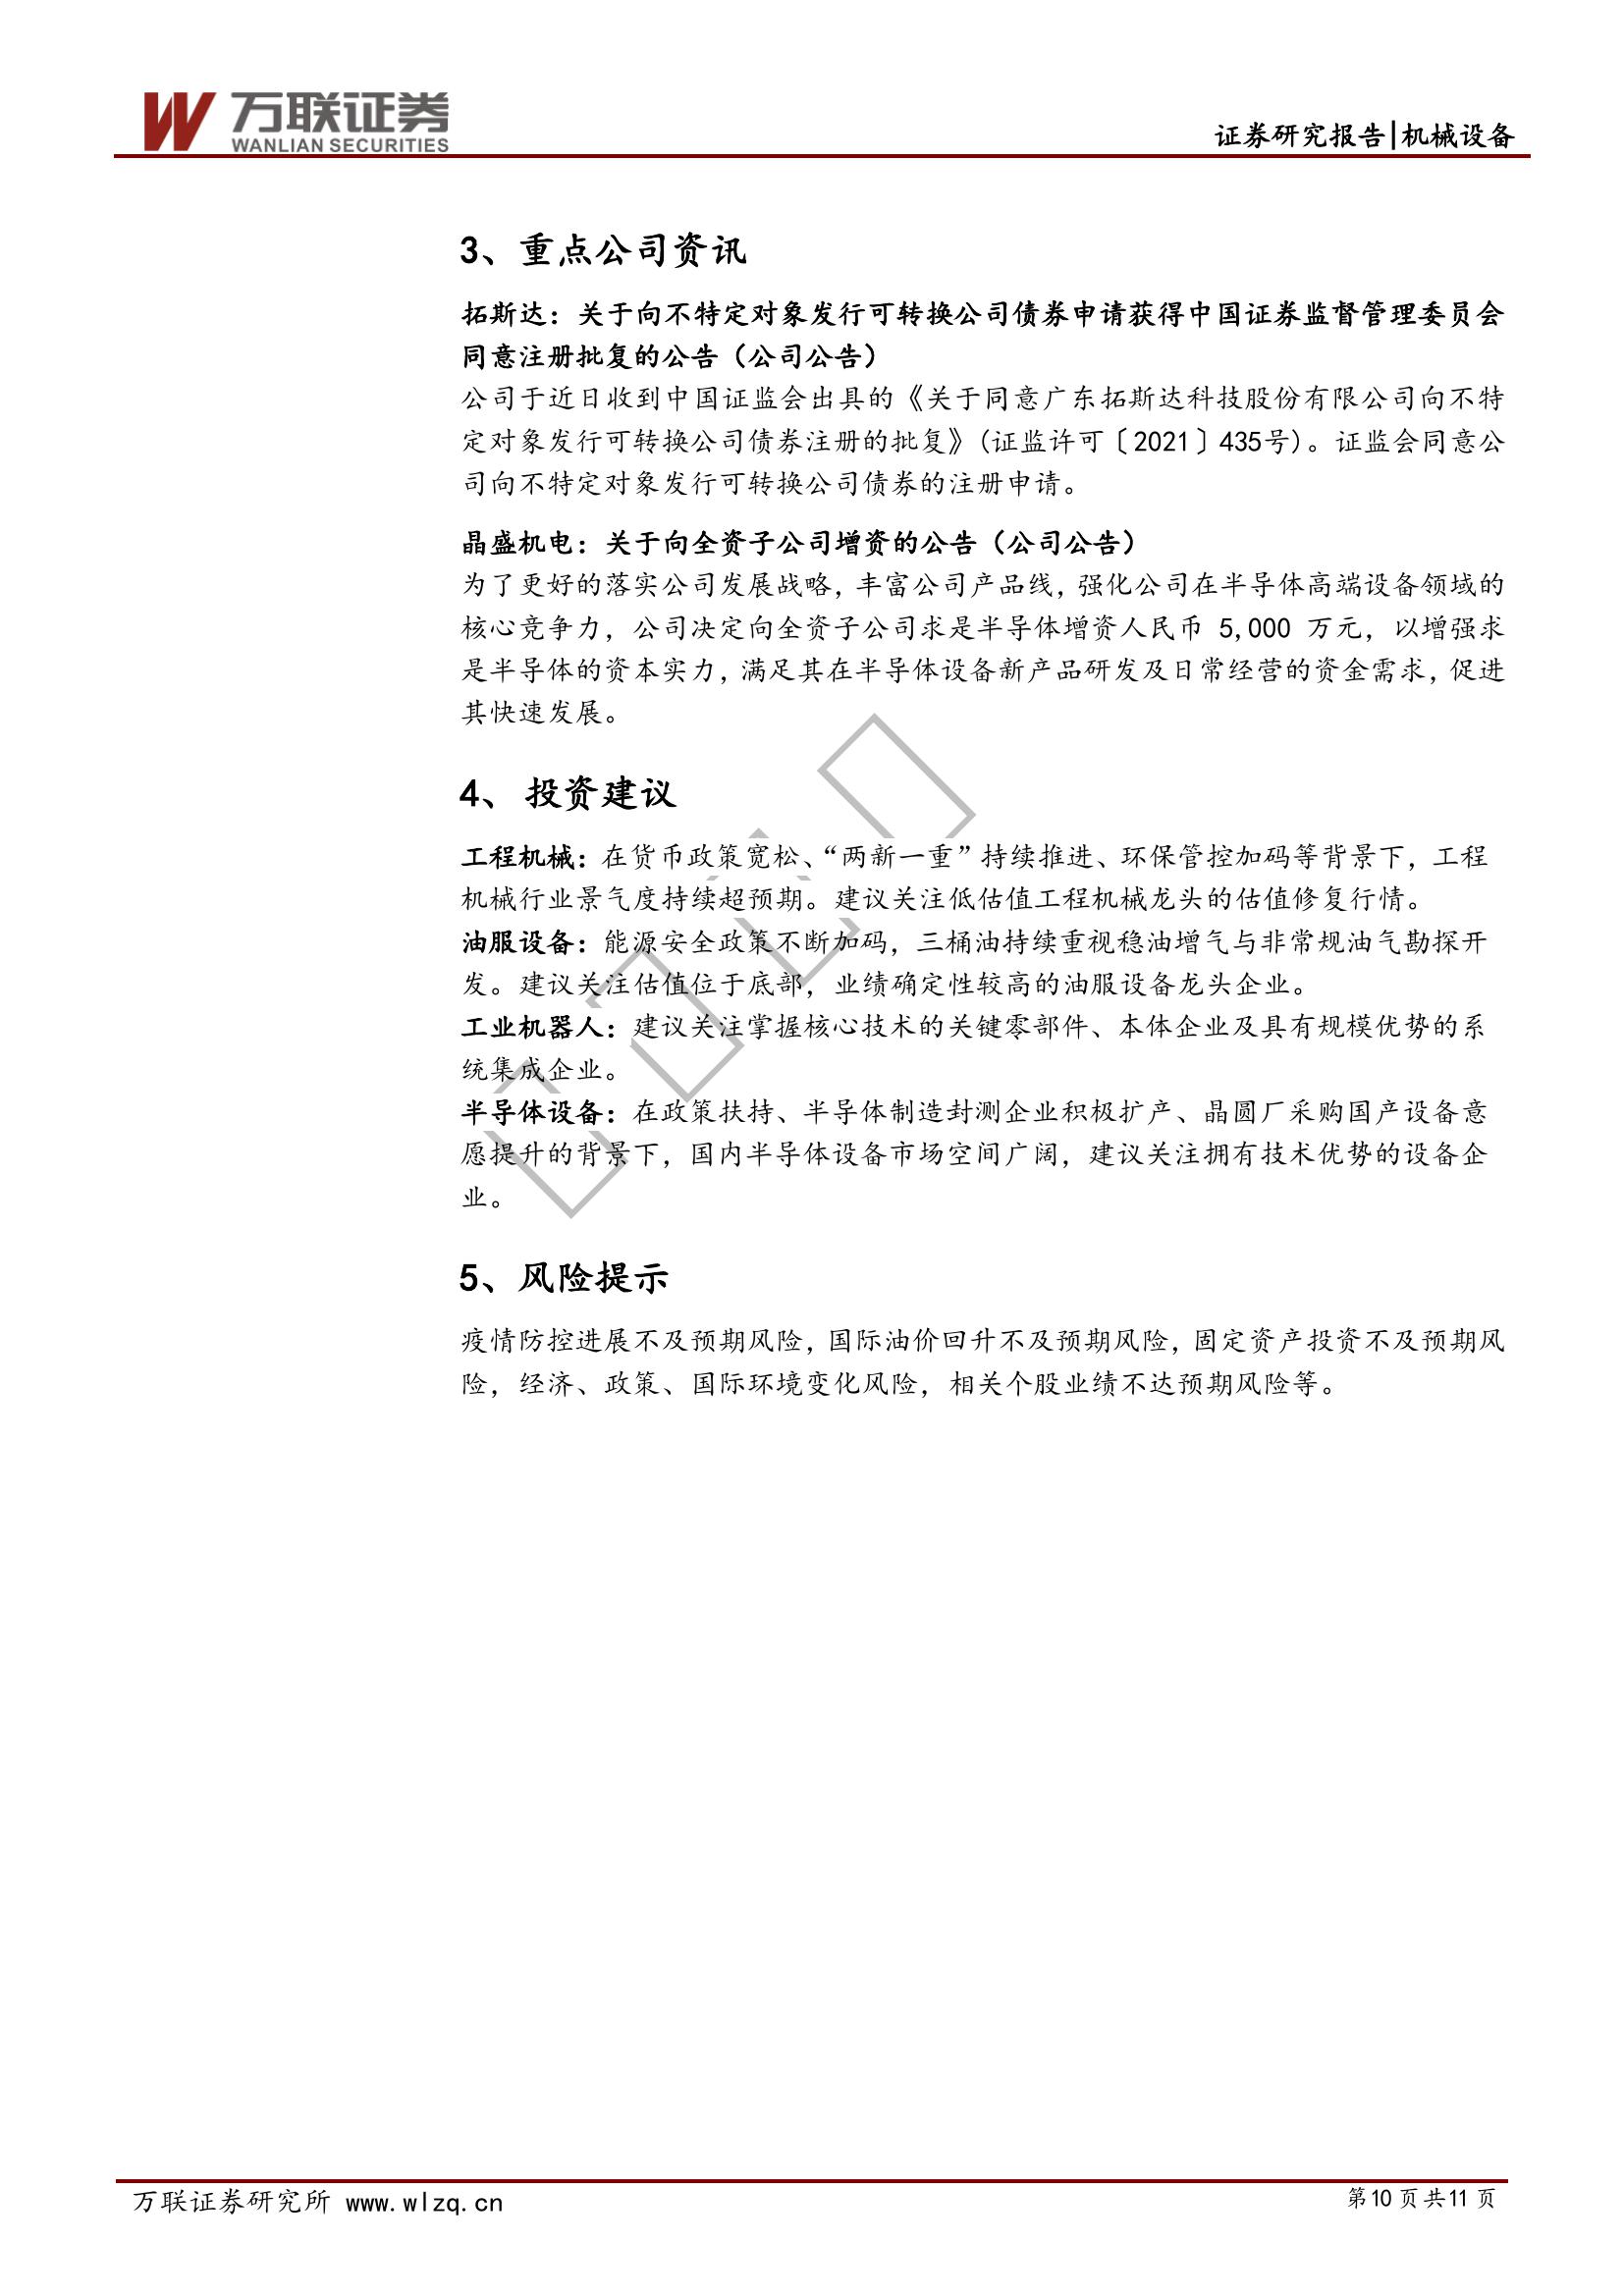 万联证券
WANLIAN SECURITIES
证券研究报告|机械设备
3、重点公司资讯
拓斯达：关于向不特定对象发行可转换公司债券申请获得中国证券监督管理委员会
同意注册批复的公告（公司公告）
公司于近日收到中国证监会出具的《关于同意广东拓斯达科技股份有限公司向不特
定对象发行可转换公司债券注册的批复》(证监许可〔2021〕435号)。证监会同意公
司向不特定对象发行可转换公司债券的注册申请。
晶盛机电：关于向全资子公司增资的公告（公司公告）
为了更好的落实公司发展战略，丰富公司产品线，强化公司在半导体高端设备领域的
核心竞争力，公司决定向全资子公司求是半导体增资人民币 5,000 万元，以增强求
是半导体的资本实力，满足其在半导体设备新产品研发及日常经营的资金需求，促进
其快速发展。
4、 投资建议
工程机械：在货币政策宽松、“两新一重”持续推进、环保管控加码等背景下，工程
机械行业景气度持续超预期。建议关注低估值工程机械龙头的估值修复行情。
油服设备：能源安全政策不断加码，三桶油持续重视稳油增气与非常规油气勘探开
发。建议关注估值位于底部，业绩确定性较高的油服设备龙头企业。
工业机器人：建议关注掌握核心技术的关键零部件、本体企业及具有规模优势的系
统集成企业。
半导体设备：在政策扶持、半导体制造封测企业积极扩产、晶圆厂采购国产设备意
愿提升的背景下，国内半导体设备市场空间广阔，建议关注拥有技术优势的设备企
业。
5、风险提示
疫情防控进展不及预期风险，国际油价回升不及预期风险，固定资产投资不及预期风
险，经济、政策、国际环境变化风险，相关个股业绩不达预期风险等。
万联证券研究所 www.wlzq.cn
第10 页 共11 页